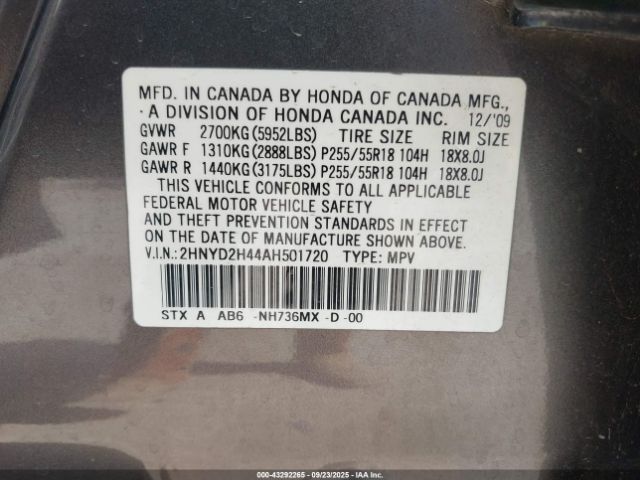 MFD. IN CANADA BY HONDA OF CANADA MFG.,
A DIVISION OF HONDA CANADA INC. 12/'09
GVWR 2700KG(5952LBS) TIRE SIZE RIM SIZE
GAWR F 1310KG(2888LBS) P255/55R18 104H 18X8.0J
GAWR R 1440KG(3175LBS) P255/55R18 104H 18X8.0J
THIS VEHICLE CONFORMS TO ALL APPLICABLE
FEDERAL MOTOR VEHICLE SAFETY
AND THEFT PREVENTION STANDARDS IN EFFECT
ON THE DATE OF MANUFACTURE SHOWN ABOVE.
V.I.N.: 2HNYD2H44AH501720 TYPE: MPV
STX A AB6 -NH736MX -D -00
000-43292265 - 09/23/2025 - IAAI.COM